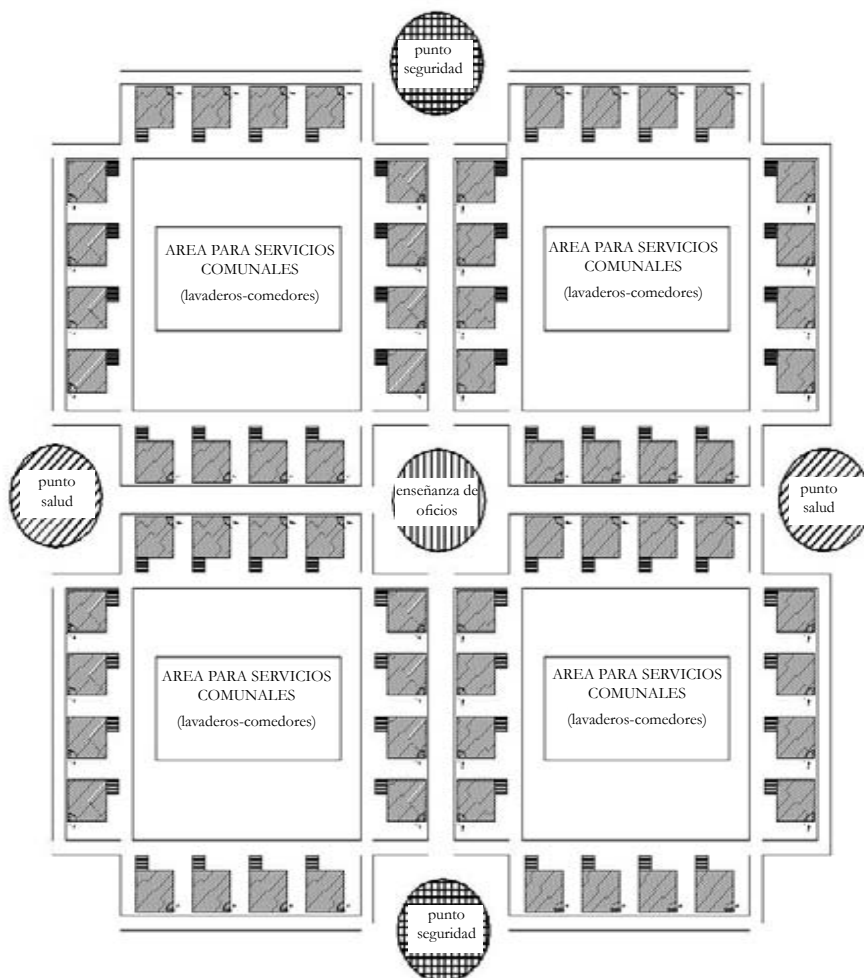 punto
seguridad
AREA PARA SERVICIOS
COMUNALES
(lavaderos-comedores)
AREA PARA SERVICIOS
COMUNALES
(lavaderos-comedores)
punto
salud
enseñanza de
oficios
punto
salud
AREA PARA SERVICIOS
COMUNALES
(lavaderos-comedores)
AREA PARA SERVICIOS
COMUNALES
(lavaderos-comedores)
punto
seguridad